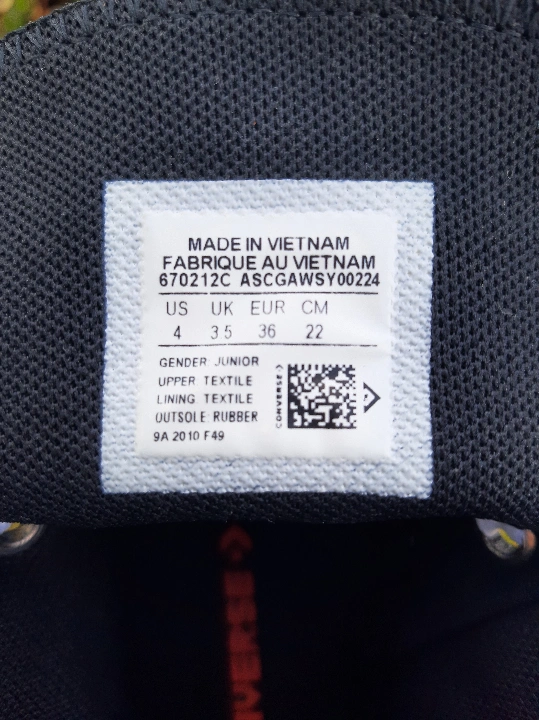 MADE IN VIETNAM
FABRIQUE AU VIETNAM
670212C ASCGAWSY00224
US UK EUR CM
4 3 5 36 22
GENDER: JUNIOR
UPPER: TEXTILE
LINING: TEXTILE
OUTSOLE: RUBBER
9A 2010 F49
CONVERSE